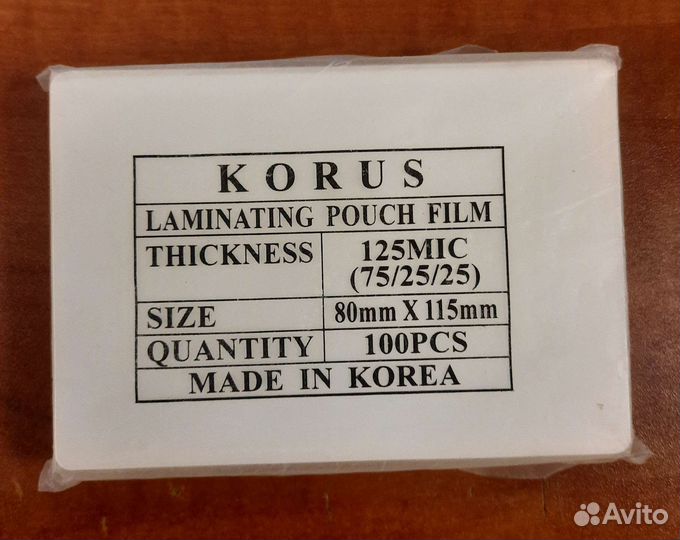 KORUS
LAMINATING POUCH FILM
THICKNESS 125MIC
(75/25/25)
SIZE 80mm X 115mm
QUANTITY 100PCS
MADE IN KOREA
Avito